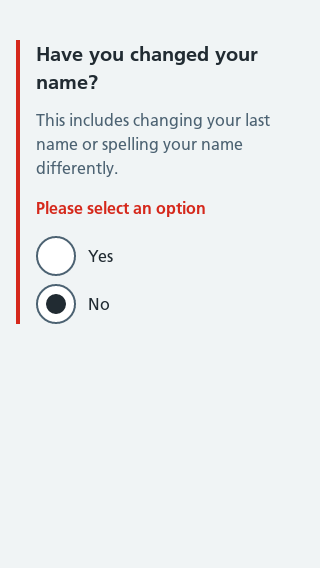 Have you changed your
name?
This includes changing your last
name or spelling your name
differently.
Please select an option
Yes
No